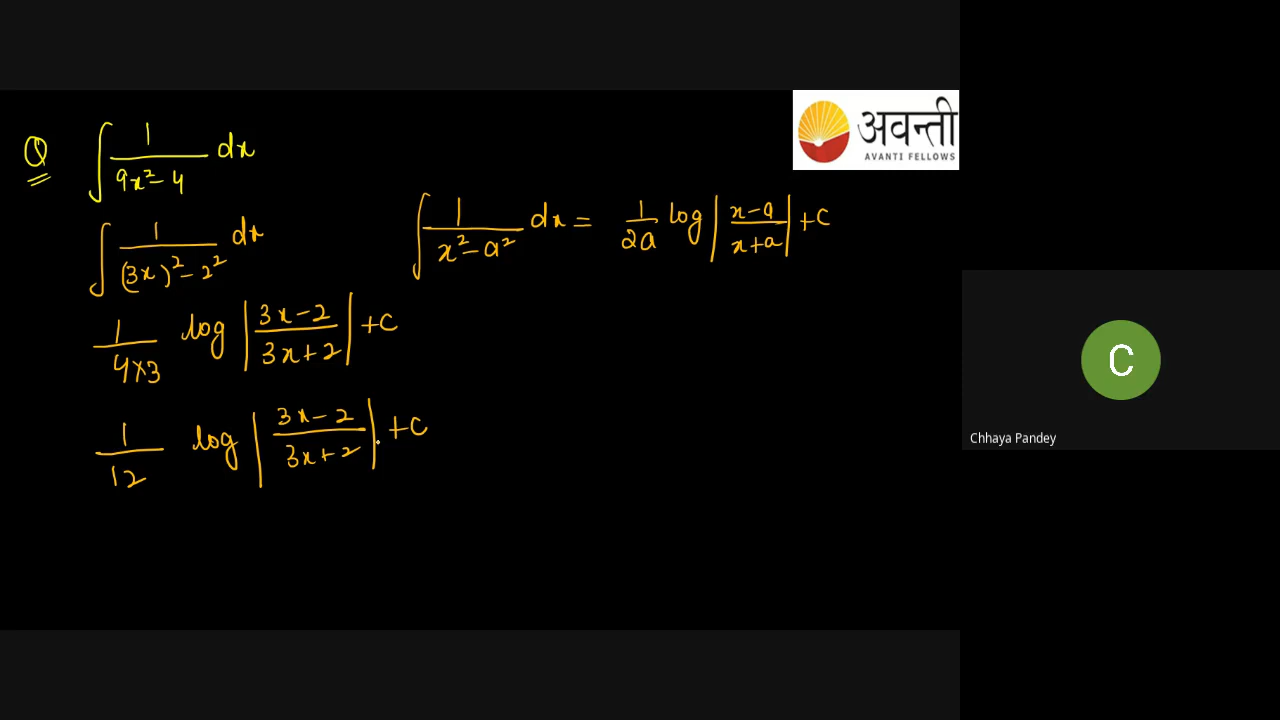 Q ∫ 1/(9x² - 4) dx
∫ 1/((3x)² - 2²) dx
∫ 1/(x² - a²) dx = 1/2a log |(x-a)/(x+a)| + C
1/(4×3) log |(3x-2)/(3x+2)| + C
1/12 log |(3x-2)/(3x+2)| + C
अवन्ती
AVANTI FELLOWS
C
Chhaya Pandey